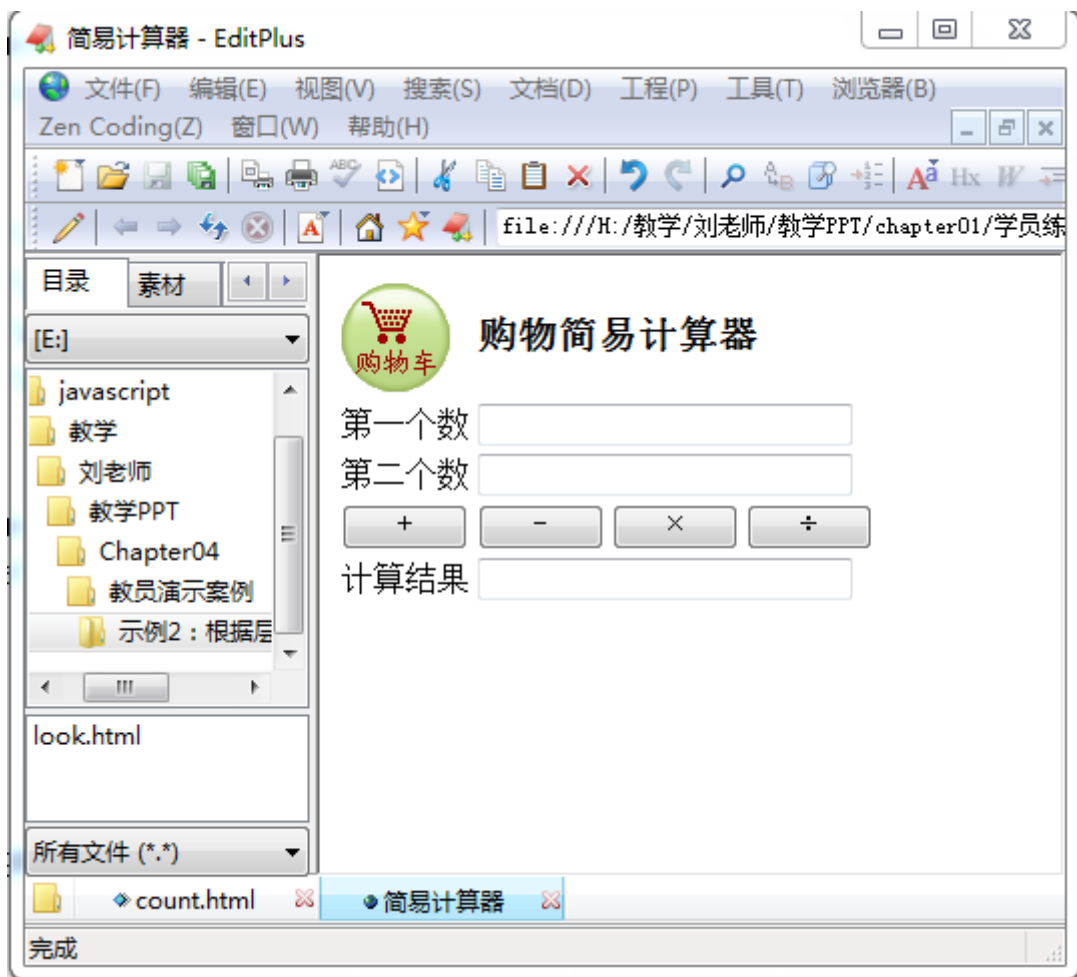 简易计算器 - EditPlus
文件(F) 编辑(E) 视图(V) 搜索(S) 文档(D) 工程(P) 工具(T) 浏览器(B)
Zen Coding(Z) 窗口(W) 帮助(H)
ABC A B A Hx W
A file:///H:/教学/刘老师/教学PPT/chapter01/学员练
目录 素材
[E:]
javascript
教学
刘老师
教学PPT
Chapter04
教员演示案例
示例2：根据层
look.html
所有文件 (*.*)
购物车
购物简易计算器
第一个数
第二个数
+ - × ÷
计算结果
count.html 简易计算器
完成